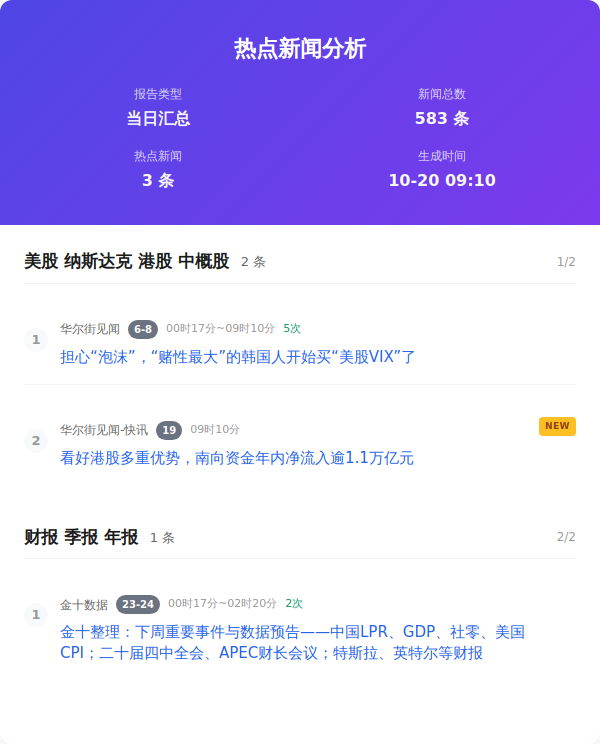 热点新闻分析
报告类型
当日汇总
新闻总数
583 条
热点新闻
3 条
生成时间
10-20 09:10
美股 纳斯达克 港股 中概股 2 条 1/2
1 华尔街见闻 6-8 00时17分~09时10分 5次
担心“泡沫”，“赌性最大”的韩国人开始买“美股VIX”了
2 华尔街见闻-快讯 19 09时10分 NEW
看好港股多重优势，南向资金年内净流入逾1.1万亿元
财报 季报 年报 1 条 2/2
1 金十数据 23-24 00时17分~02时20分 2次
金十整理：下周重要事件与数据预告——中国LPR、GDP、社零、美国
CPI；二十届四中全会、APEC财长会议；特斯拉、英特尔等财报